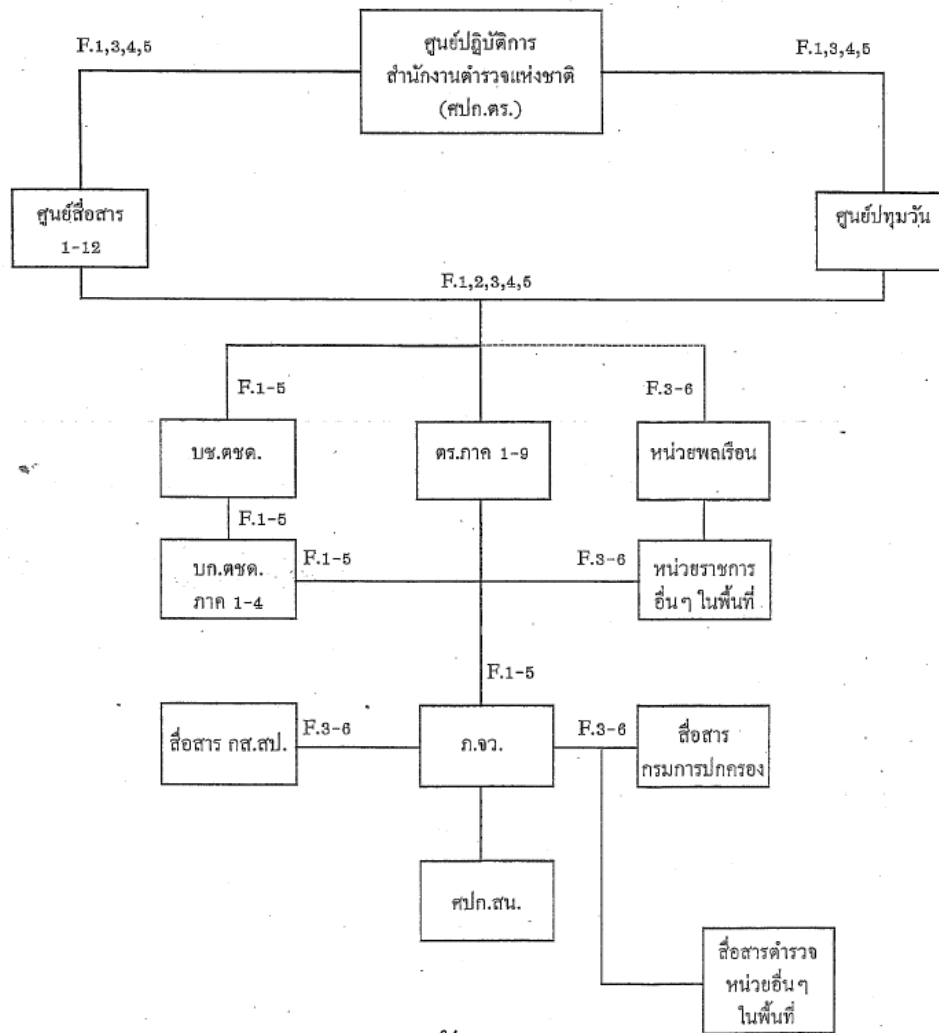 F.1,3,4,5
ศูนย์ปฏิบัติการ
สำนักงานตำรวจแห่งชาติ
(ศปก.ตร.)
F.1,3,4,5
ศูนย์สื่อสาร
1-12
ศูนย์ปทุมวัน
F.1,2,3,4,5
F.1-5
F.3-6
บช.ตชด.
ตร.ภาค 1-9
หน่วยพลเรือน
F.1-5
บก.ตชด.
ภาค 1-4
F.1-5
F.3-6
หน่วยราชการ
อื่นๆ ในพื้นที่
F.1-5
สื่อสาร กส.สป.
F.3-6
ภ.จว.
F.3-6
สื่อสาร
กรมการปกครอง
ศปก.สน.
สื่อสารตำรวจ
หน่วยอื่นๆ
ในพื้นที่